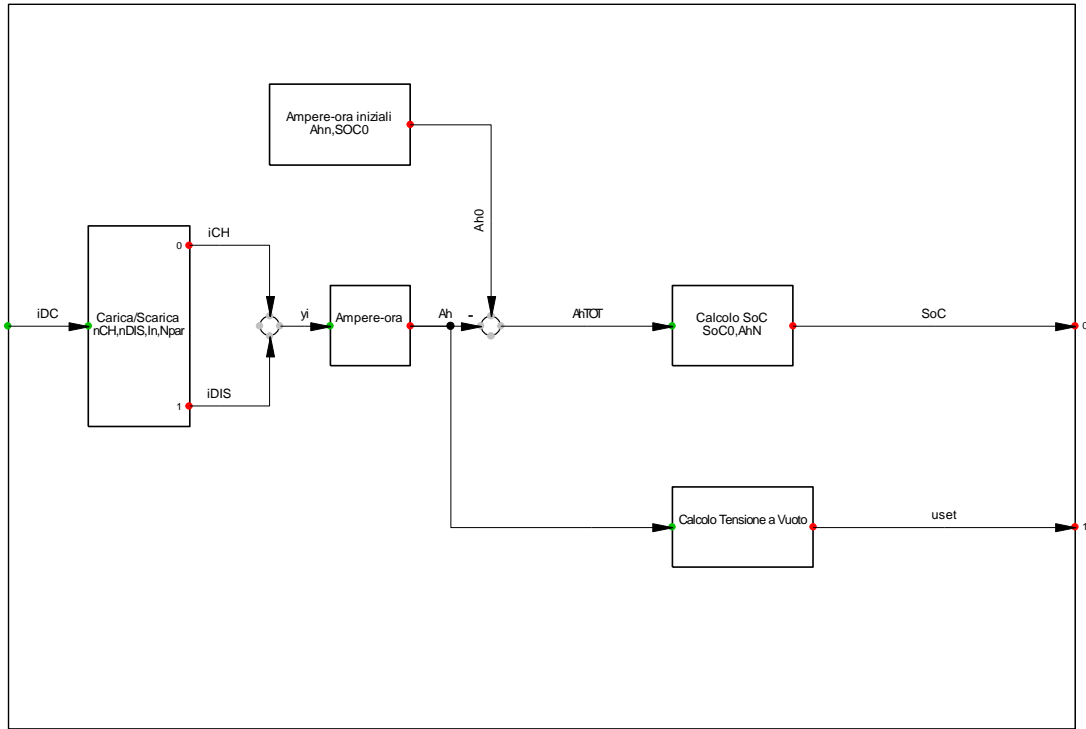 Ampere-ora iniziali
Ahn,SOC0
Ah0
iDC
Carica/Scarica
nCH,nDIS,In,Npar
0
1
iCH
iDIS
yi
Ampere-ora
Ah
-
AhTOT
Calcolo SoC
SoC0,AhN
SoC
0
Calcolo Tensione a Vuoto
uset
1